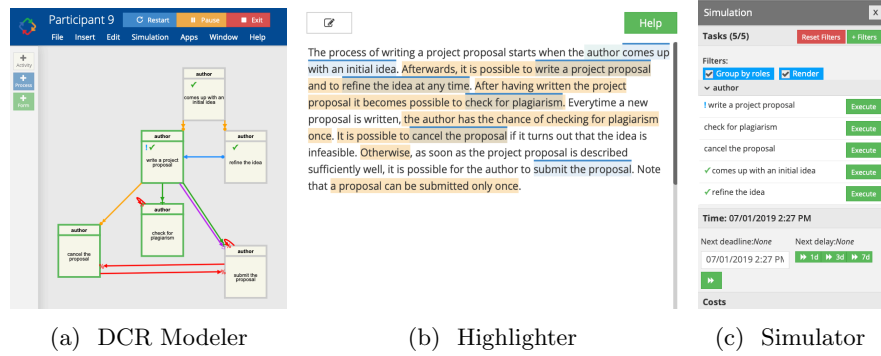 Participant 9
Restart
Pause
Exit
File Insert Edit Simulation Apps Window Help
Activity
Process
Form
author
comes up with an
initial idea
author
write a project
proposal
author
refine the idea
author
check for
plagiarism
author
cancel the
proposal
author
submit the
proposal
%
%
(a) DCR Modeler
Help
The process of writing a project proposal starts when the author comes up
with an initial idea. Afterwards, it is possible to write a project proposal
and to refine the idea at any time. After having written the project
proposal it becomes possible to check for plagiarism. Everytime a new
proposal is written, the author has the chance of checking for plagiarism
once. It is possible to cancel the proposal if it turns out that the idea is
infeasible. Otherwise, as soon as the project proposal is described
sufficiently well, it is possible for the author to submit the proposal. Note
that a proposal can be submitted only once.
(b) Highlighter
Simulation
x
Tasks (5/5)
Reset Filters
+ Filters
Filters:
Group by roles
Render
author
! write a project proposal
Execute
check for plagiarism
Execute
cancel the proposal
Execute
✓ comes up with an initial idea
Execute
✓ refine the idea
Execute
Time: 07/01/2019 2:27 PM
Next deadline:None
Next delay:None
07/01/2019 2:27 PM
1d
3d
7d
Costs
(c) Simulator